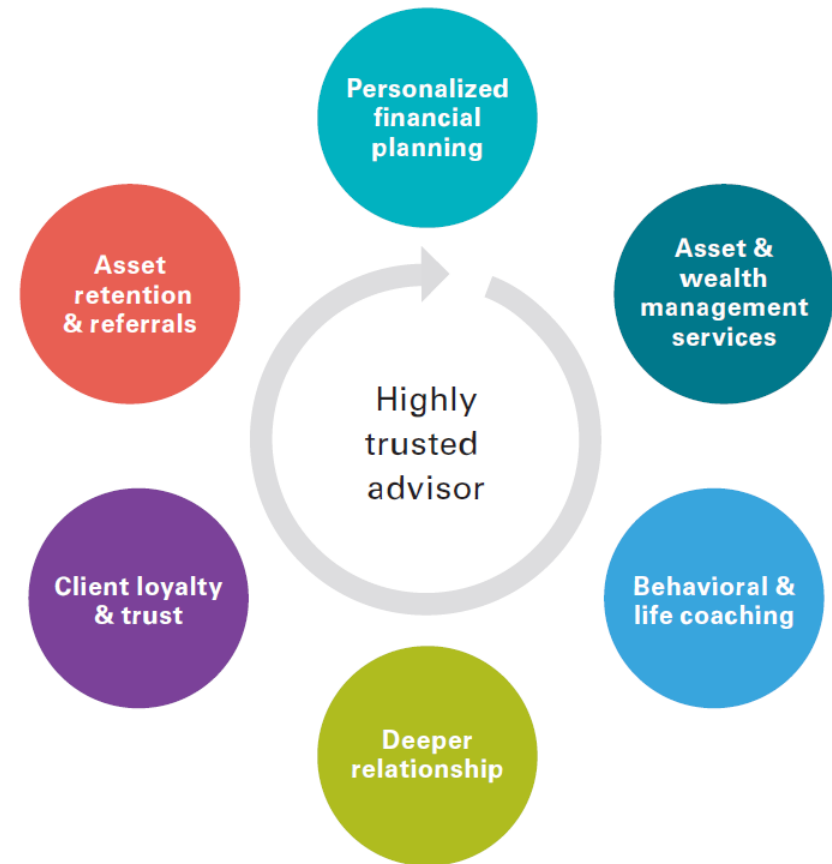 Personalized
financial
planning
Asset &
wealth
management
services
Behavioral &
life coaching
Deeper
relationship
Client loyalty
& trust
Asset
retention
& referrals
Highly
trusted
advisor